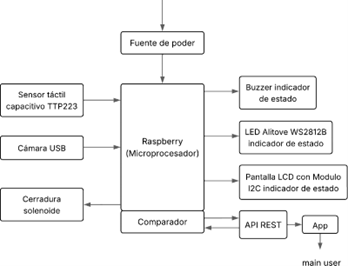 Fuente de poder
Sensor táctil
capacitivo TTP223
Cámara USB
Cerradura
solenoide
Raspberry
(Microprocesador)
Comparador
Buzzer indicador
de estado
LED Alitove WS2812B
indicador de estado
Pantalla LCD con Modulo
I2C indicador de estado
API REST
App
main user